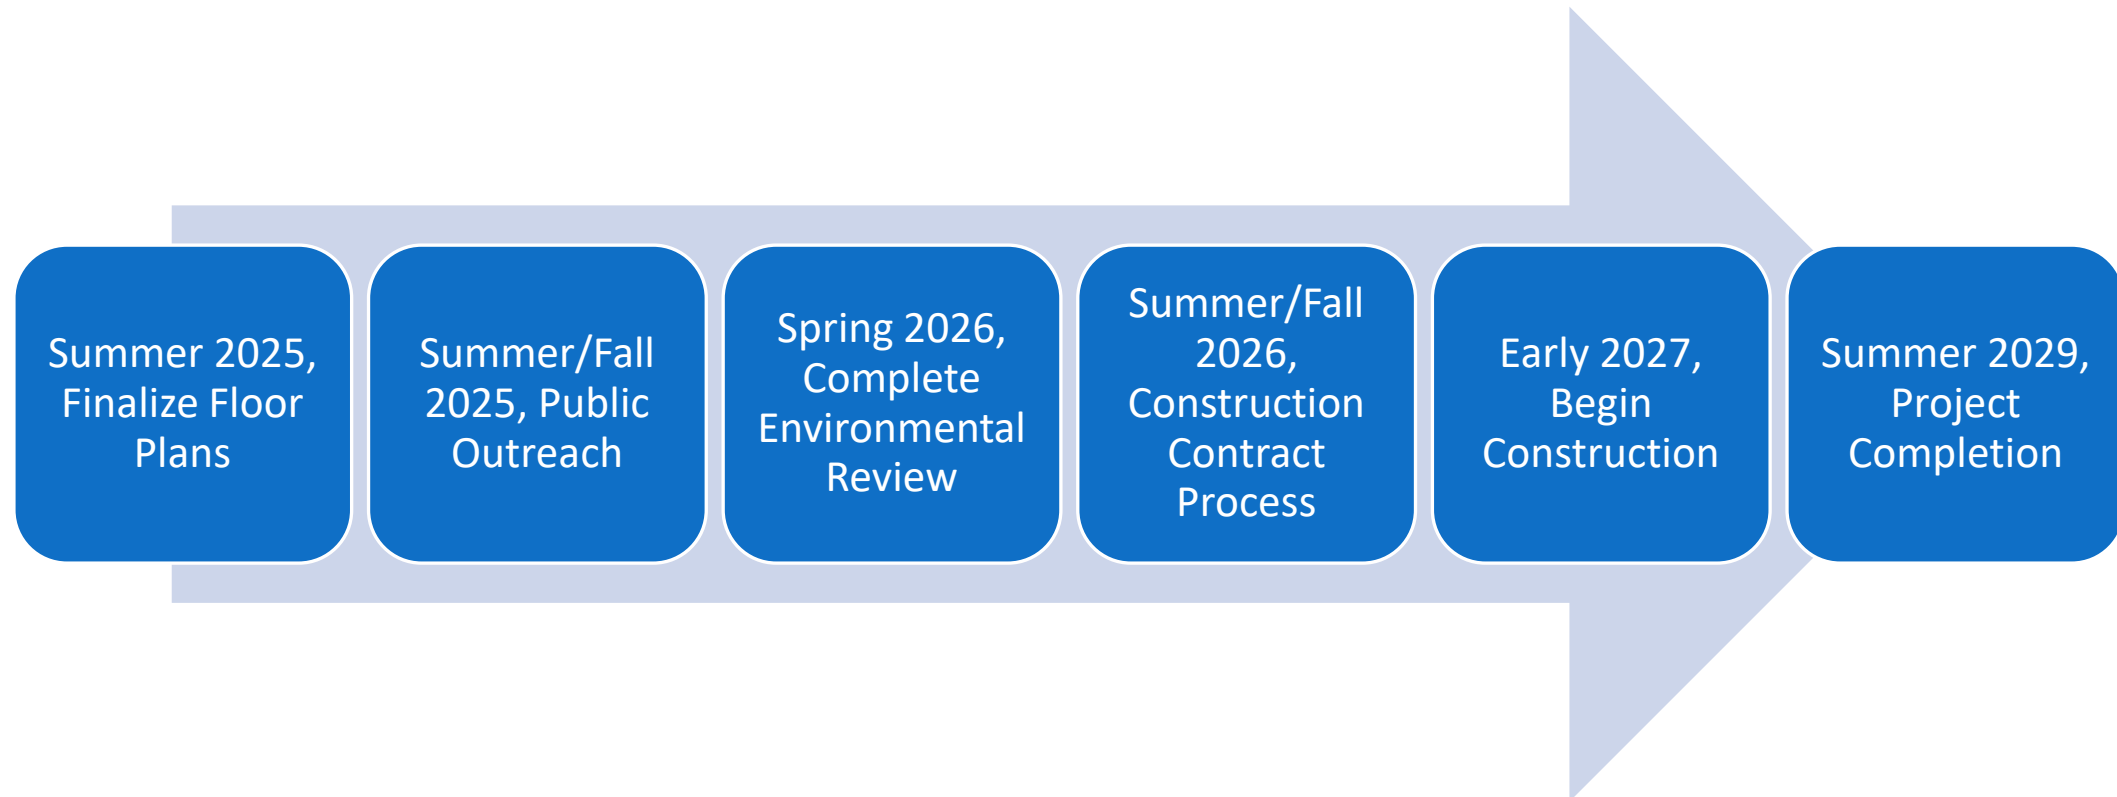 Summer 2025,
Finalize Floor
Plans
Summer/Fall
2025, Public
Outreach
Spring 2026,
Complete
Environmental
Review
Summer/Fall
2026,
Construction
Contract
Process
Early 2027,
Begin
Construction
Summer 2029,
Project
Completion